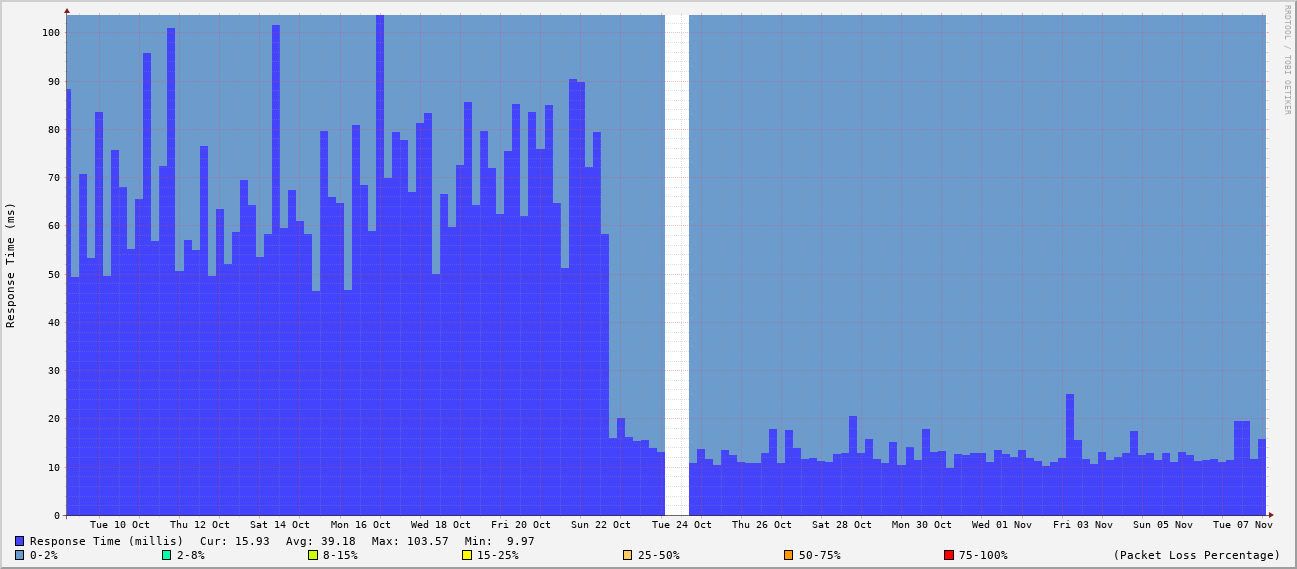 RRDTOOL / TOBI OETIKER
Response Time (ms)
100
90
80
70
60
50
40
30
20
10
0
Tue 10 Oct Thu 12 Oct Sat 14 Oct Mon 16 Oct Wed 18 Oct Fri 20 Oct Sun 22 Oct Tue 24 Oct Thu 26 Oct Sat 28 Oct Mon 30 Oct Wed 01 Nov Fri 03 Nov Sun 05 Nov Tue 07 Nov
Response Time (millis) Cur: 15.93 Avg: 39.18 Max: 103.57 Min: 9.97
0-2% 2-8% 8-15% 15-25% 25-50% 50-75% 75-100% (Packet Loss Percentage)